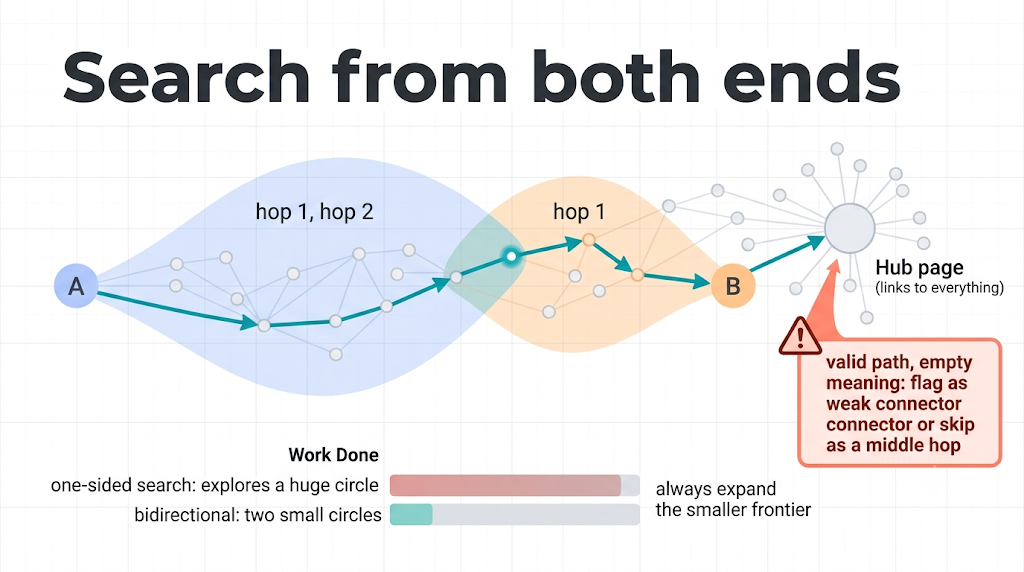 Search from both ends
hop 1, hop 2
hop 1
A
B
Hub page
(links to everything)
!
valid path, empty
meaning: flag as
weak connector
connector or skip
as a middle hop
Work Done
one-sided search: explores a huge circle
bidirectional: two small circles
always expand
the smaller frontier